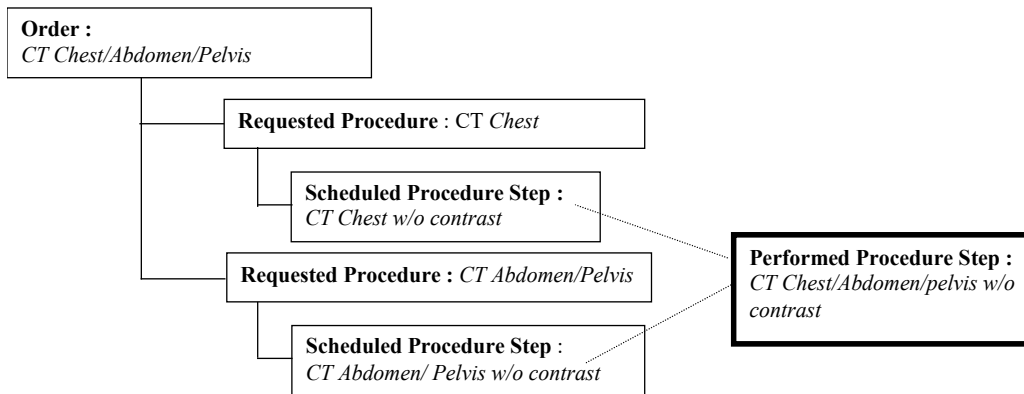 Order :
CT Chest/Abdomen/Pelvis
Requested Procedure : CT Chest
Scheduled Procedure Step :
CT Chest w/o contrast
Requested Procedure : CT Abdomen/Pelvis
Scheduled Procedure Step :
CT Abdomen/ Pelvis w/o contrast
Performed Procedure Step :
CT Chest/Abdomen/pelvis w/o
contrast